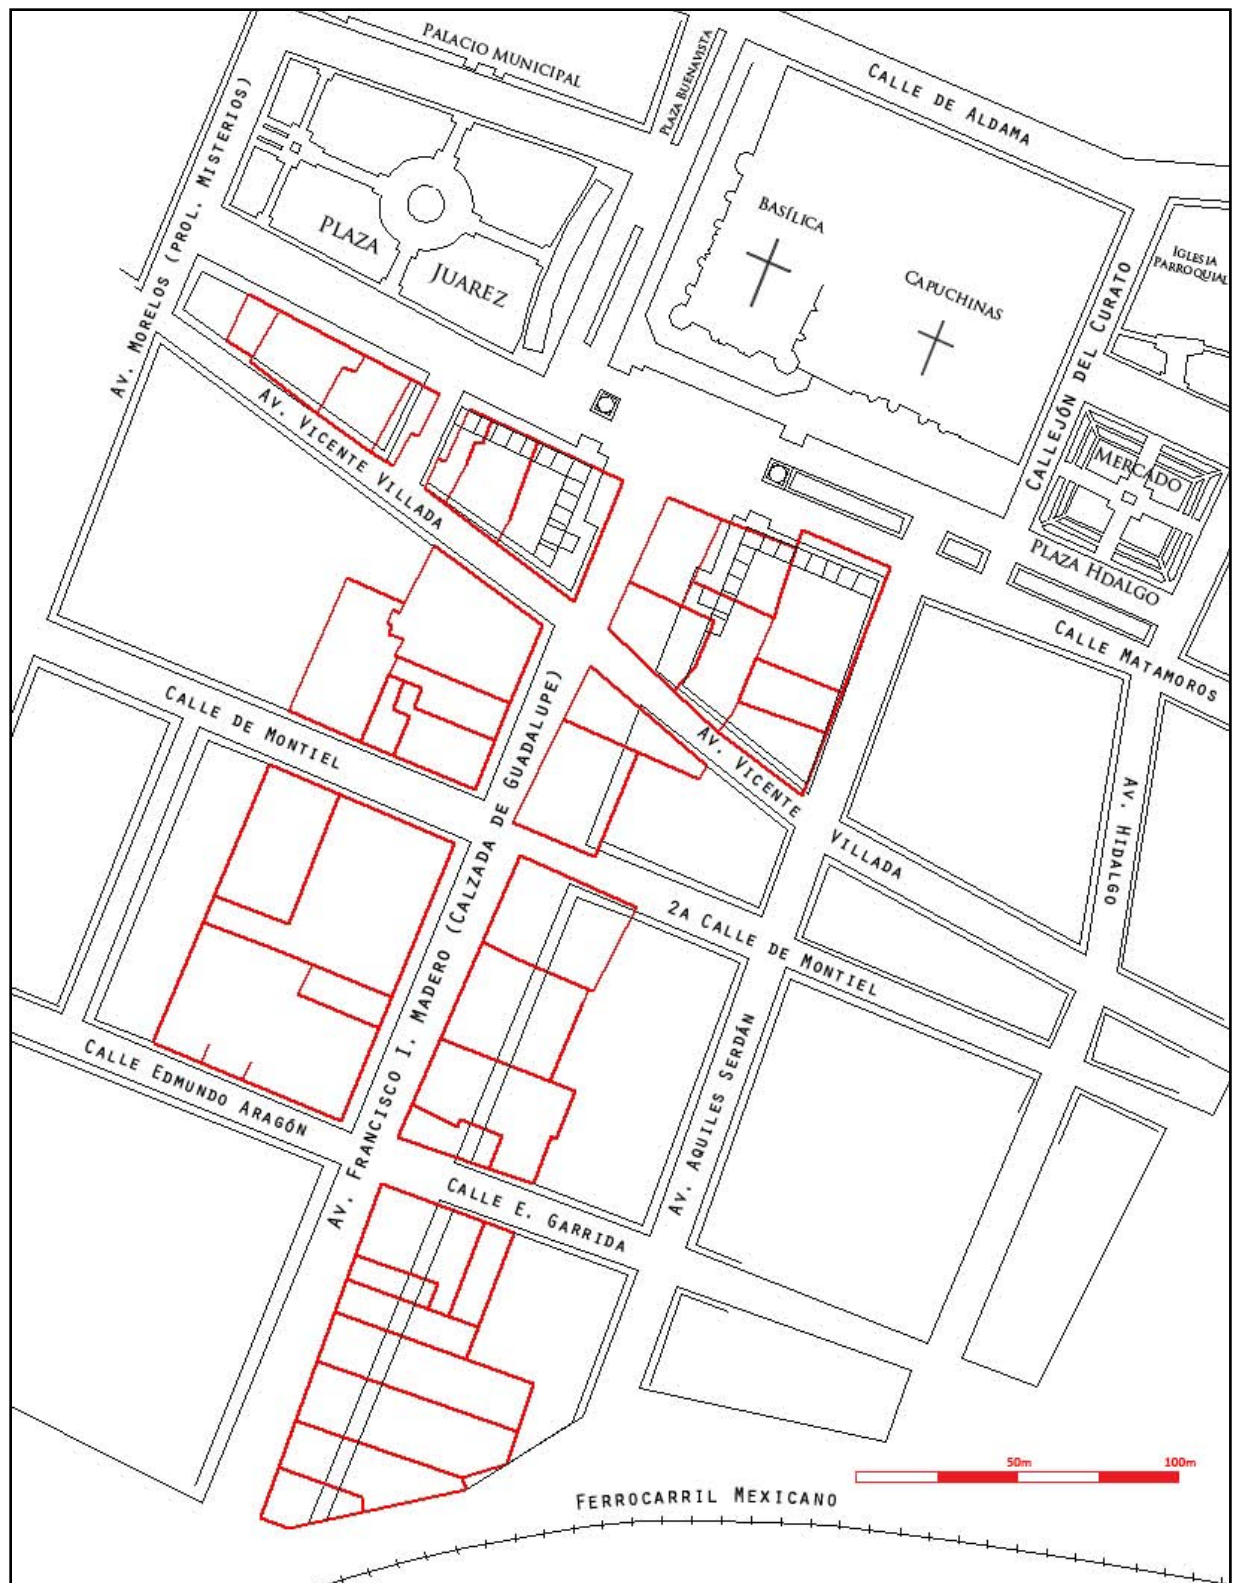 Palacio Municipal
Plaza Buenavista
Calle de Aldama
Av. Morelos (prol. Misterios)
Plaza
Juarez
Basílica
Capuchinas
Iglesia
Parroquial
Callejón del Curato
Mercado
Plaza Hdalgo
Calle Matamoros
Av. Vicente Villada
Calle de Montiel
Av. Francisco I. Madero (Calzada de Guadalupe)
Av. Vicente Villada
Av. Hidalgo
2a Calle de Montiel
Calle Edmundo Aragón
Av. Aquiles Serdán
Calle E. Garrida
50m
100m
Ferrocarril Mexicano